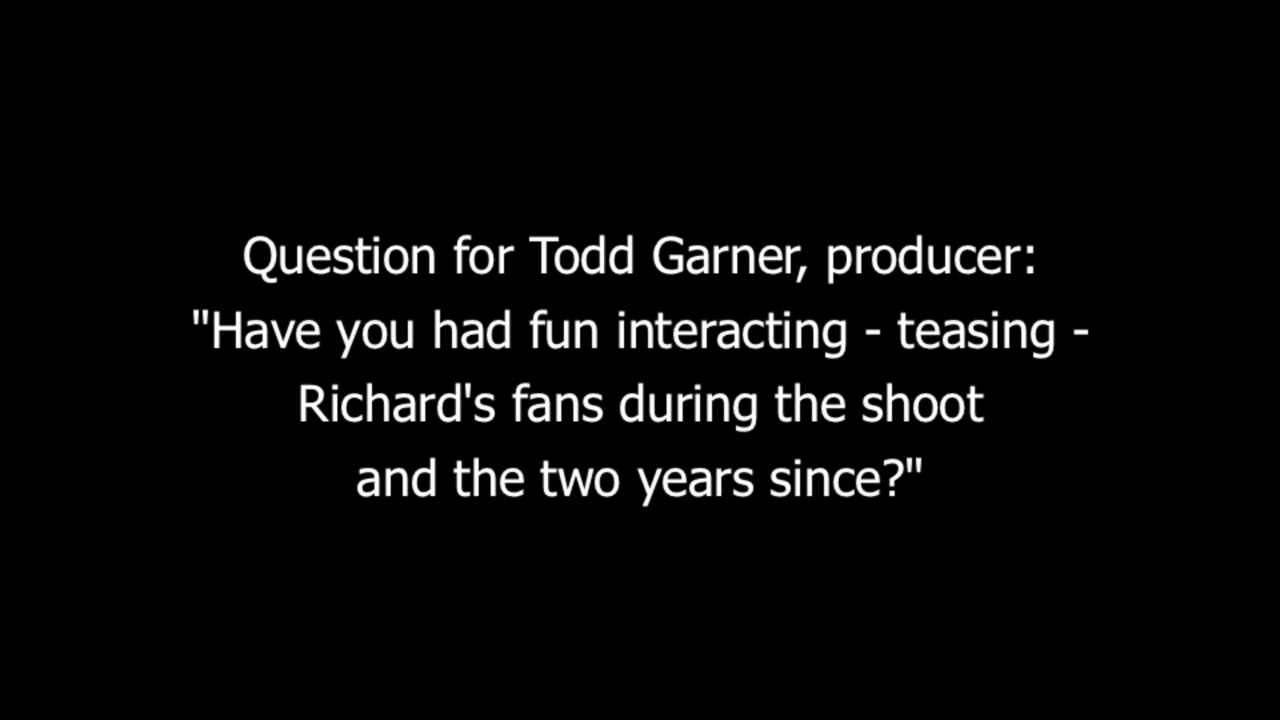 Question for Todd Garner, producer:
"Have you had fun interacting - teasing -
Richard's fans during the shoot
and the two years since?"